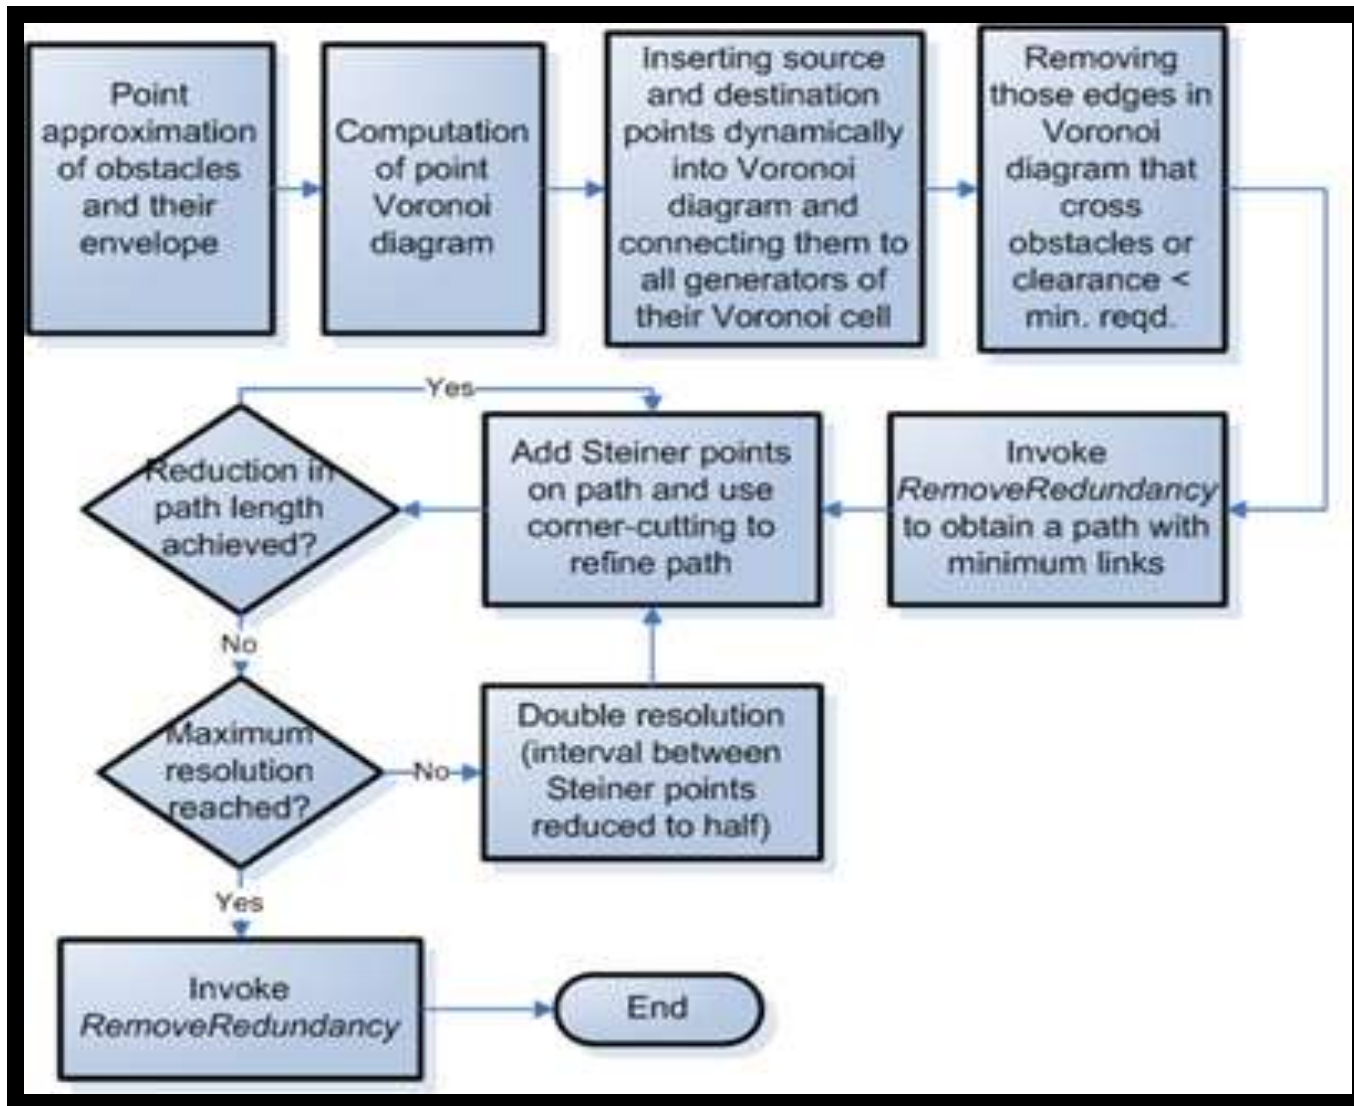 Point
approximation
of obstacles
and their
envelope
Computation
of point
Voronoi
diagram
Inserting source
and destination
points dynamically
into Voronoi
diagram and
connecting them to
all generators of
their Voronoi cell
Removing
those edges in
Voronoi
diagram that
cross
obstacles or
clearance <
min. reqd.
Invoke
RemoveRedundancy
to obtain a path with
minimum links
Add Steiner points
on path and use
corner-cutting to
refine path
Yes
Reduction in
path length
achieved?
No
Maximum
resolution
reached?
No
Double resolution
(interval between
Steiner points
reduced to half)
Yes
Invoke
RemoveRedundancy
End